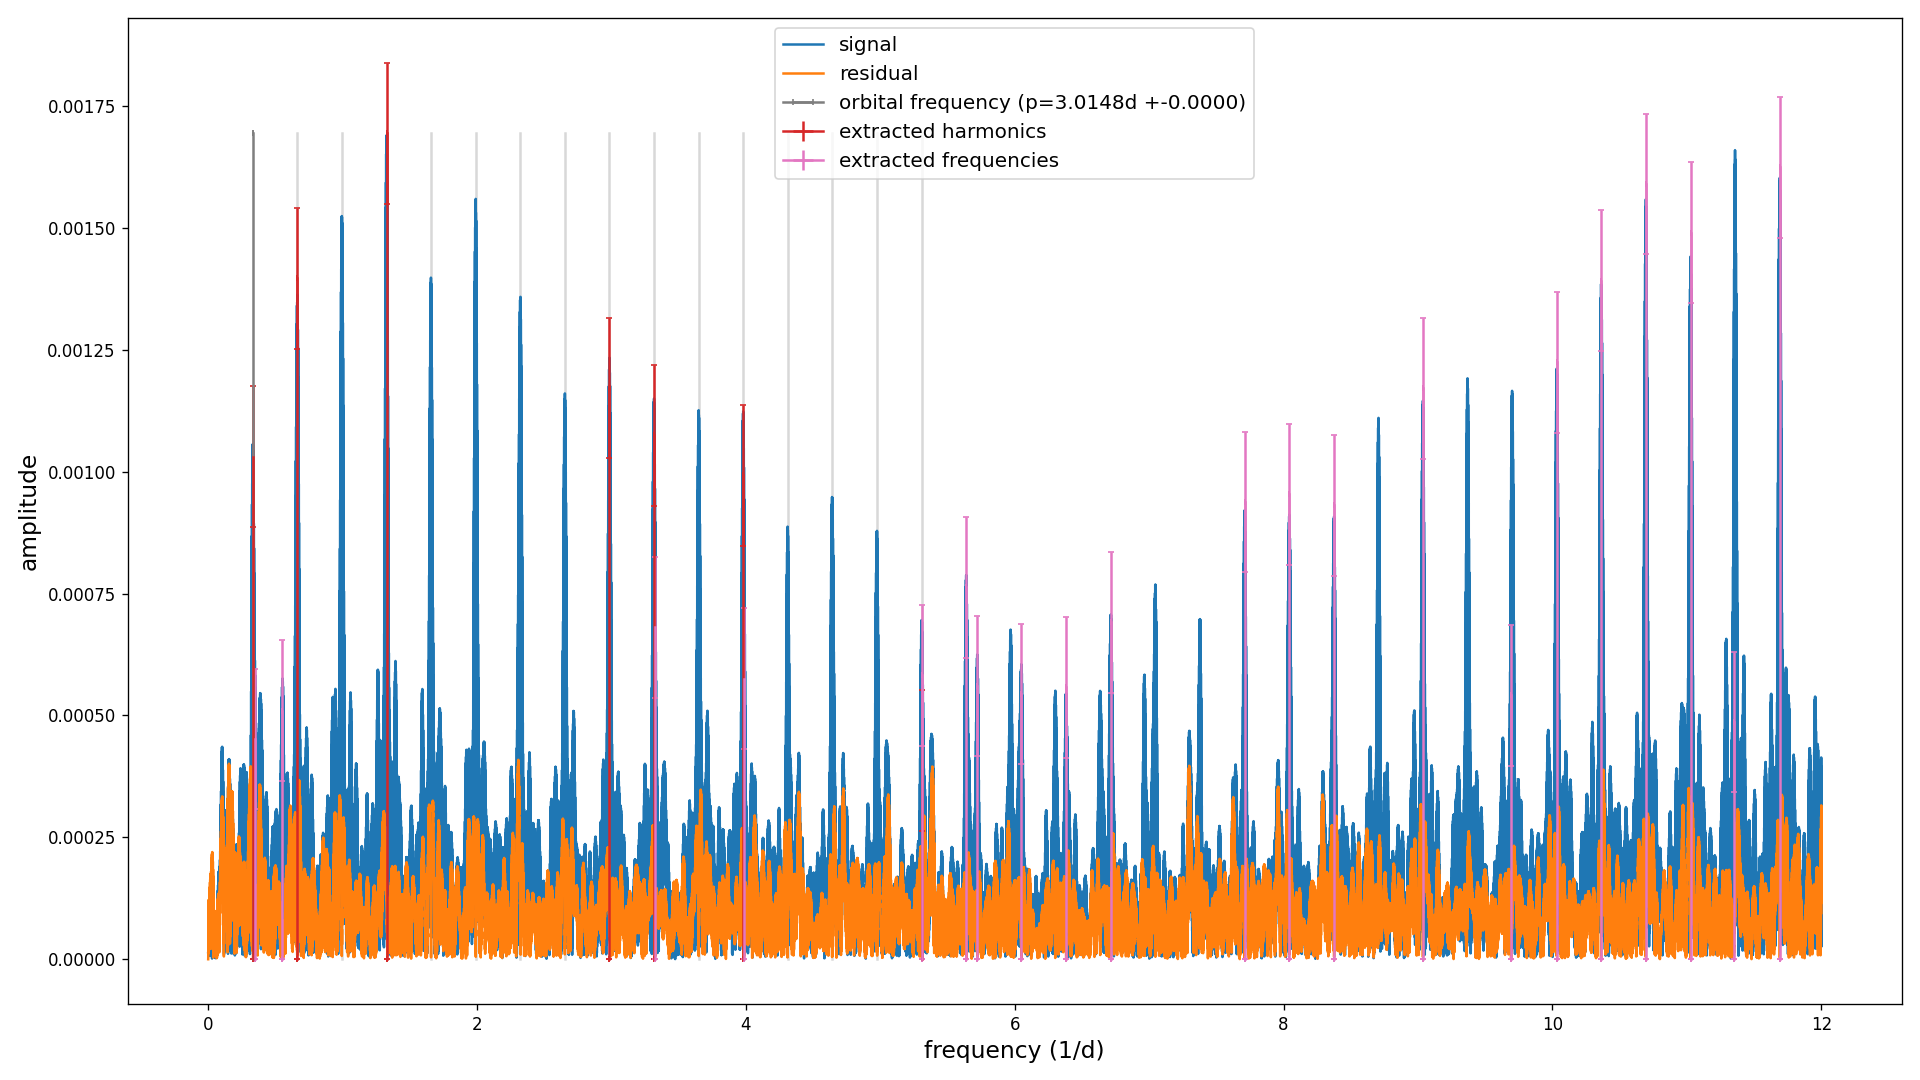 signal
residual
orbital frequency (p=3.0148d +-0.0000)
extracted harmonics
extracted frequencies
amplitude
0.00175
0.00150
0.00125
0.00100
0.00075
0.00050
0.00025
0.00000
0 2 4 6 8 10 12
frequency (1/d)